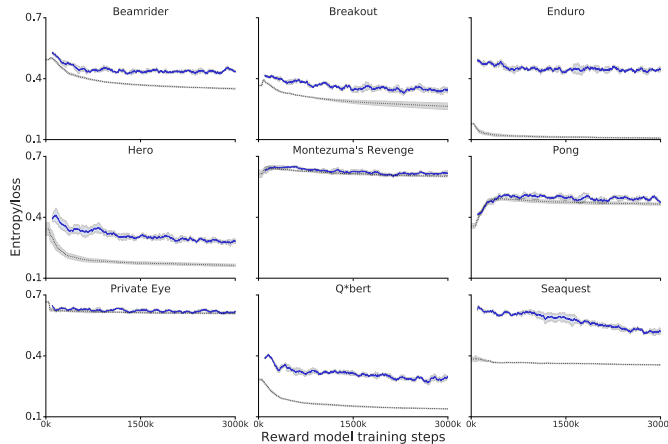 Beamrider Breakout Enduro
0.7
0.4
0.1
Hero Montezuma's Revenge Pong
0.7
0.4
0.1
Private Eye Q*bert Seaquest
0.7
0.4
0.1
0k 1500k 3000k 0k 1500k 3000k 0k 1500k 3000k
Entropy/loss
Reward model training steps